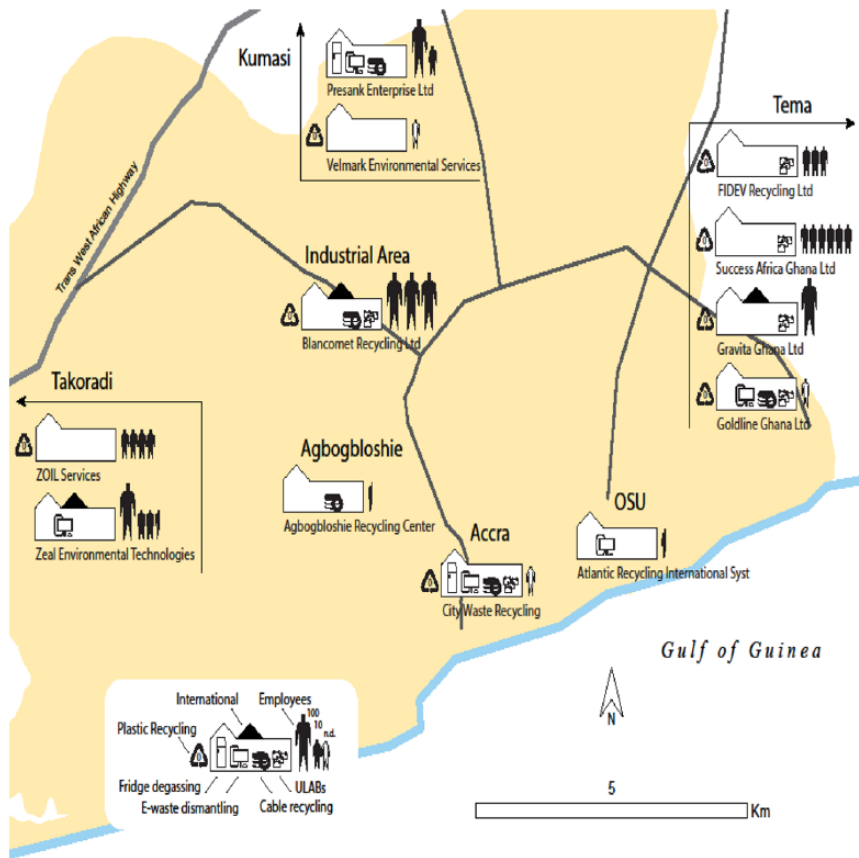 Kumasi
Presank Enterprise Ltd
Velmark Environmental Services
Tema
FIDEV Recycling Ltd
Success Africa Ghana Ltd
Gravita Ghana Ltd
Goldline Ghana Ltd
Trans West African Highway
Industrial Area
Blancomet Recycling Ltd
Takoradi
ZOIL Services
Zeal Environmental Technologies
Agbogbloshie
Agbogbloshie Recycling Center
Accra
City Waste Recycling
OSU
Atlantic Recycling International Syst
Gulf of Guinea
N
5
Km
International
Employees
100
10
n.d.
Plastic Recycling
Fridge degassing
ULABs
E-waste dismantling
Cable recycling